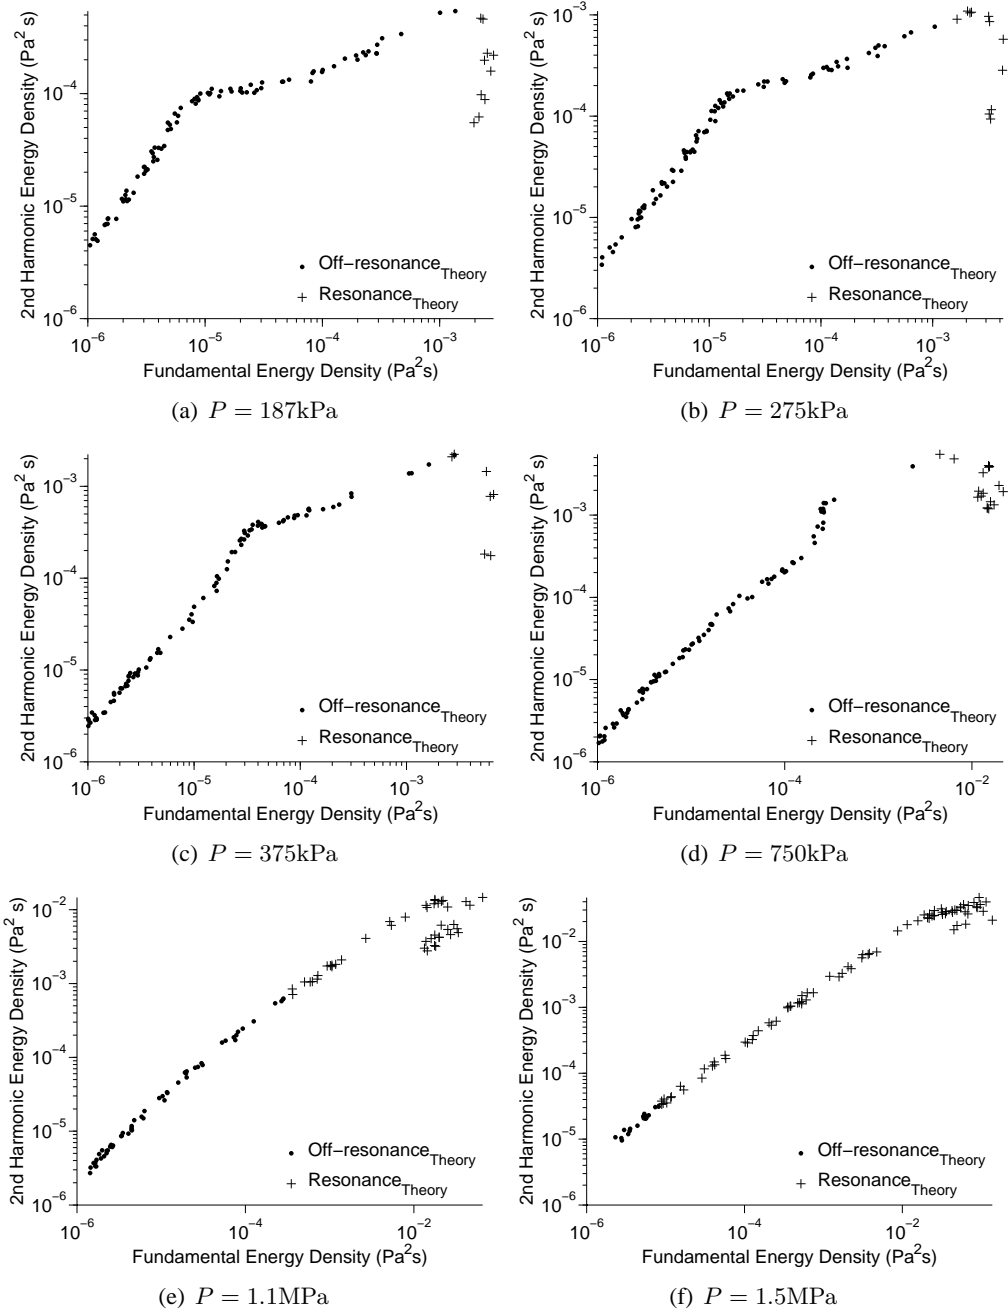 10⁻⁴
10⁻⁵
10⁻⁶
2nd Harmonic Energy Density (Pa² s)
• Off−resonance_Theory
+ Resonance_Theory
10⁻⁶ 10⁻⁵ 10⁻⁴ 10⁻³
Fundamental Energy Density (Pa²s)
(a) P = 187kPa
10⁻³
10⁻⁴
10⁻⁵
10⁻⁶
2nd Harmonic Energy Density (Pa² s)
• Off−resonance_Theory
+ Resonance_Theory
10⁻⁶ 10⁻⁵ 10⁻⁴ 10⁻³
Fundamental Energy Density (Pa²s)
(b) P = 275kPa
10⁻³
10⁻⁴
10⁻⁵
10⁻⁶
2nd Harmonic Energy Density (Pa² s)
• Off−resonance_Theory
+ Resonance_Theory
10⁻⁶ 10⁻⁵ 10⁻⁴ 10⁻³
Fundamental Energy Density (Pa²s)
(c) P = 375kPa
10⁻³
10⁻⁴
10⁻⁵
10⁻⁶
2nd Harmonic Energy Density (Pa² s)
• Off−resonance_Theory
+ Resonance_Theory
10⁻⁶ 10⁻⁴ 10⁻²
Fundamental Energy Density (Pa²s)
(d) P = 750kPa
10⁻²
10⁻³
10⁻⁴
10⁻⁵
10⁻⁶
2nd Harmonic Energy Density (Pa² s)
• Off−resonance_Theory
+ Resonance_Theory
10⁻⁶ 10⁻⁴ 10⁻²
Fundamental Energy Density (Pa²s)
(e) P = 1.1MPa
10⁻²
10⁻³
10⁻⁴
10⁻⁵
10⁻⁶
2nd Harmonic Energy Density (Pa² s)
• Off−resonance_Theory
+ Resonance_Theory
10⁻⁶ 10⁻⁴ 10⁻²
Fundamental Energy Density (Pa²s)
(f) P = 1.5MPa